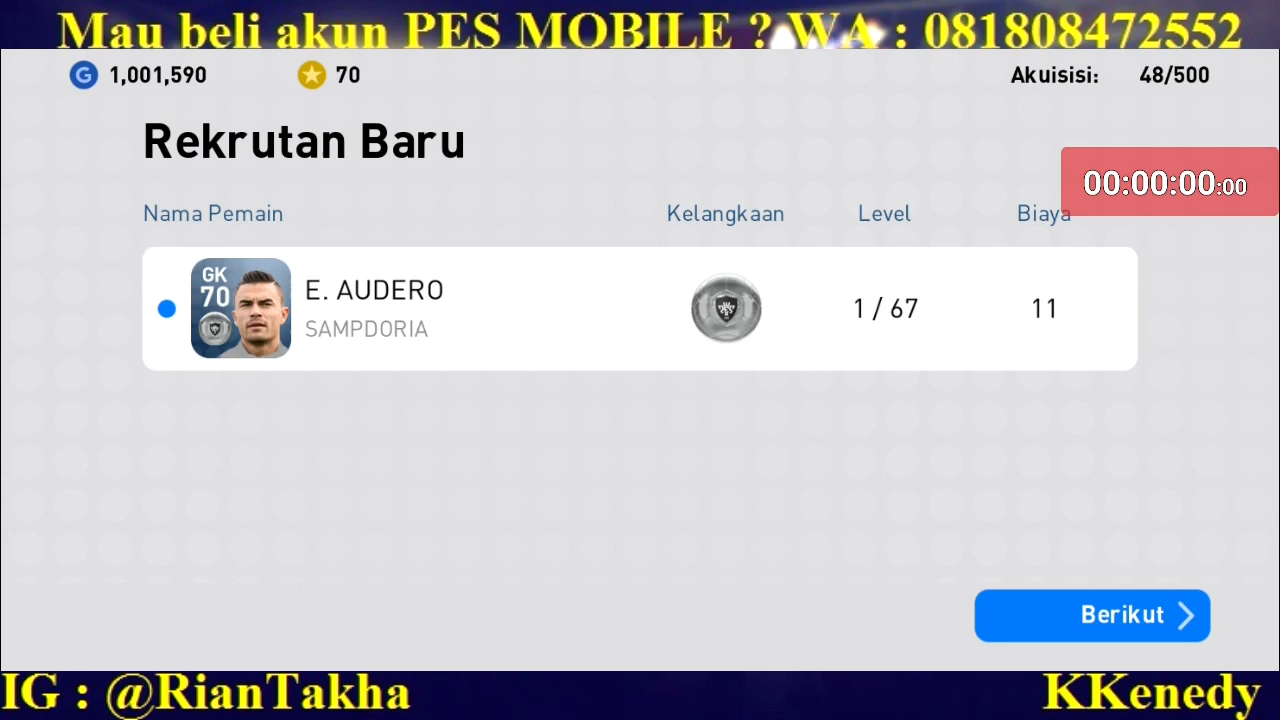 Mau beli akun PES MOBILE ? WA : 081808472552
G 1,001,590 70 Akuisisi: 48/500
Rekrutan Baru
00:00:00:00
Nama Pemain Kelangkaan Level Biaya
GK
70
E. AUDERO
SAMPDORIA
1 / 67 11
Berikut
IG : @RianTakha KKenedy